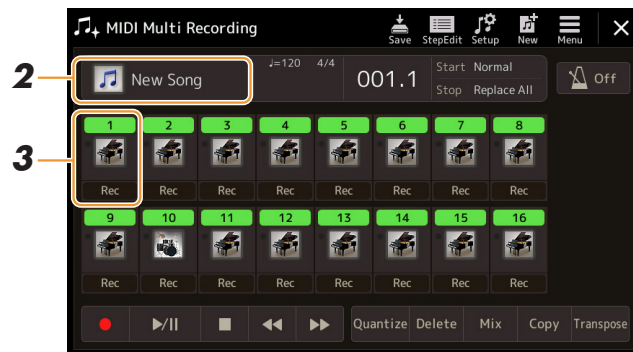 MIDI Multi Recording
Save StepEdit Setup New Menu
2
New Song
♩=120 4/4
001.1
Start Normal
Stop Replace All
Off
3
1 2 3 4 5 6 7 8
Rec Rec Rec Rec Rec Rec Rec Rec
9 10 11 12 13 14 15 16
Rec Rec Rec Rec Rec Rec Rec Rec
Quantize Delete Mix Copy Transpose